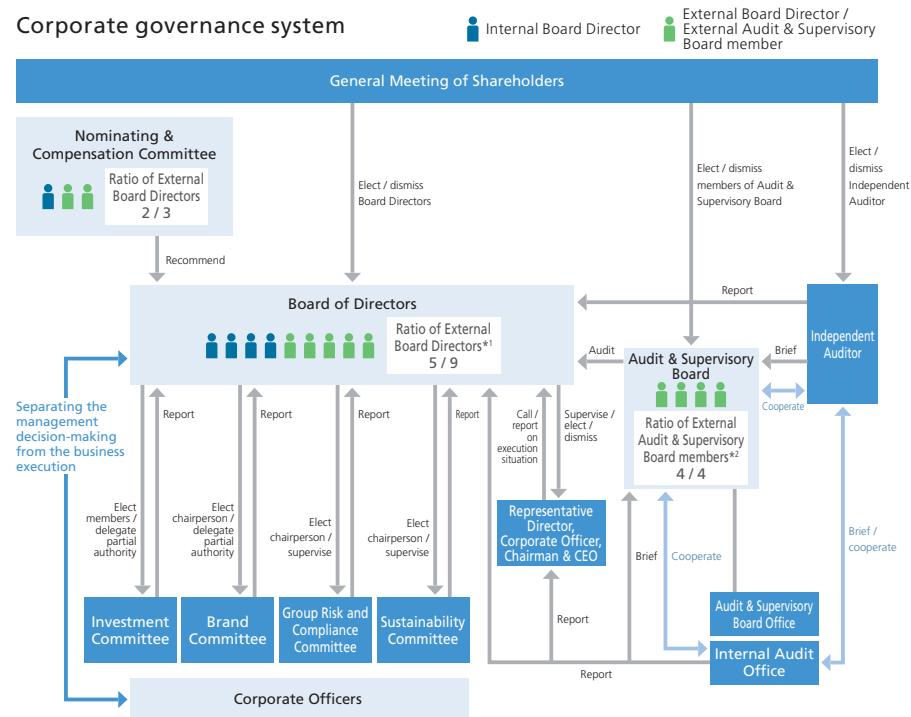 Corporate governance system
Internal Board Director
External Board Director /
External Audit & Supervisory
Board member
General Meeting of Shareholders
Nominating &
Compensation Committee
Ratio of External
Board Directors
2 / 3
Elect / dismiss
Board Directors
Elect / dismiss
members of Audit &
Supervisory Board
Elect /
dismiss
Independent
Auditor
Recommend
Board of Directors
Ratio of External
Board Directors*1
5 / 9
Report
Independent
Auditor
Audit
Brief
Audit & Supervisory
Board
Ratio of External
Audit & Supervisory
Board members*2
4 / 4
Cooperate
Separating the
management
decision-making
from the business
execution
Report
Report
Report
Report
Call /
report
on
execution
situation
Supervise /
elect /
dismiss
Elect
members /
delegate
partial
authority
Elect
chairperson /
delegate
partial
authority
Elect
chairperson /
supervise
Elect
chairperson /
supervise
Representative
Director,
Corporate Officer,
Chairman & CEO
Brief
Cooperate
Brief /
cooperate
Investment
Committee
Brand
Committee
Group Risk and
Compliance
Committee
Sustainability
Committee
Report
Audit & Supervisory
Board Office
Internal Audit
Office
Report
Corporate Officers